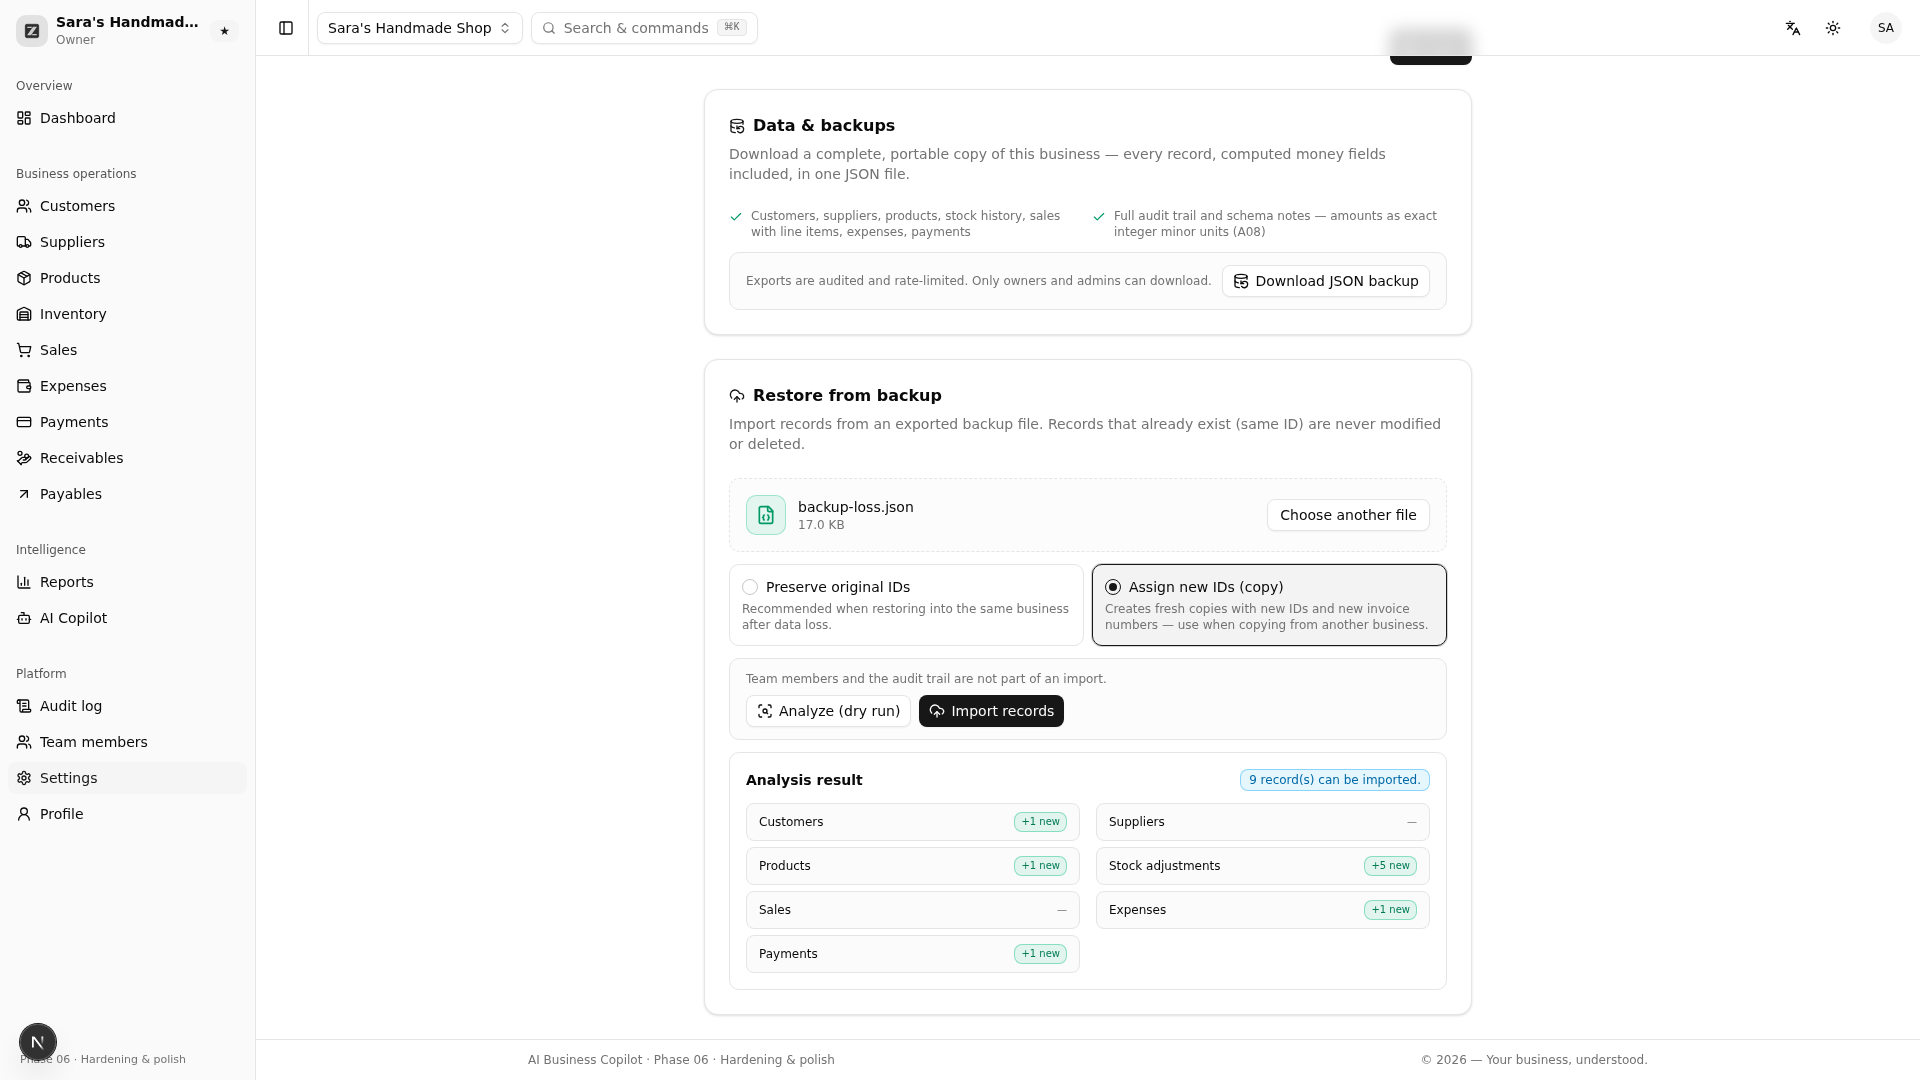 Sara's Handmad...
Owner
★
Sara's Handmade Shop
Search & commands
⌘K
SA
Overview
Dashboard
Business operations
Customers
Suppliers
Products
Inventory
Sales
Expenses
Payments
Receivables
Payables
Intelligence
Reports
AI Copilot
Platform
Audit log
Team members
Settings
Profile
N
06 · Hardening & polish
Data & backups
Download a complete, portable copy of this business — every record, computed money fields
included, in one JSON file.
Customers, suppliers, products, stock history, sales
with line items, expenses, payments
Full audit trail and schema notes — amounts as exact
integer minor units (A08)
Exports are audited and rate-limited. Only owners and admins can download.
Download JSON backup
Restore from backup
Import records from an exported backup file. Records that already exist (same ID) are never modified
or deleted.
backup-loss.json
17.0 KB
Choose another file
Preserve original IDs
Recommended when restoring into the same business
after data loss.
Assign new IDs (copy)
Creates fresh copies with new IDs and new invoice
numbers — use when copying from another business.
Team members and the audit trail are not part of an import.
Analyze (dry run)
Import records
Analysis result
9 record(s) can be imported.
Customers
+1 new
Suppliers
—
Products
+1 new
Stock adjustments
+5 new
Sales
—
Expenses
+1 new
Payments
+1 new
AI Business Copilot · Phase 06 · Hardening & polish
© 2026 — Your business, understood.